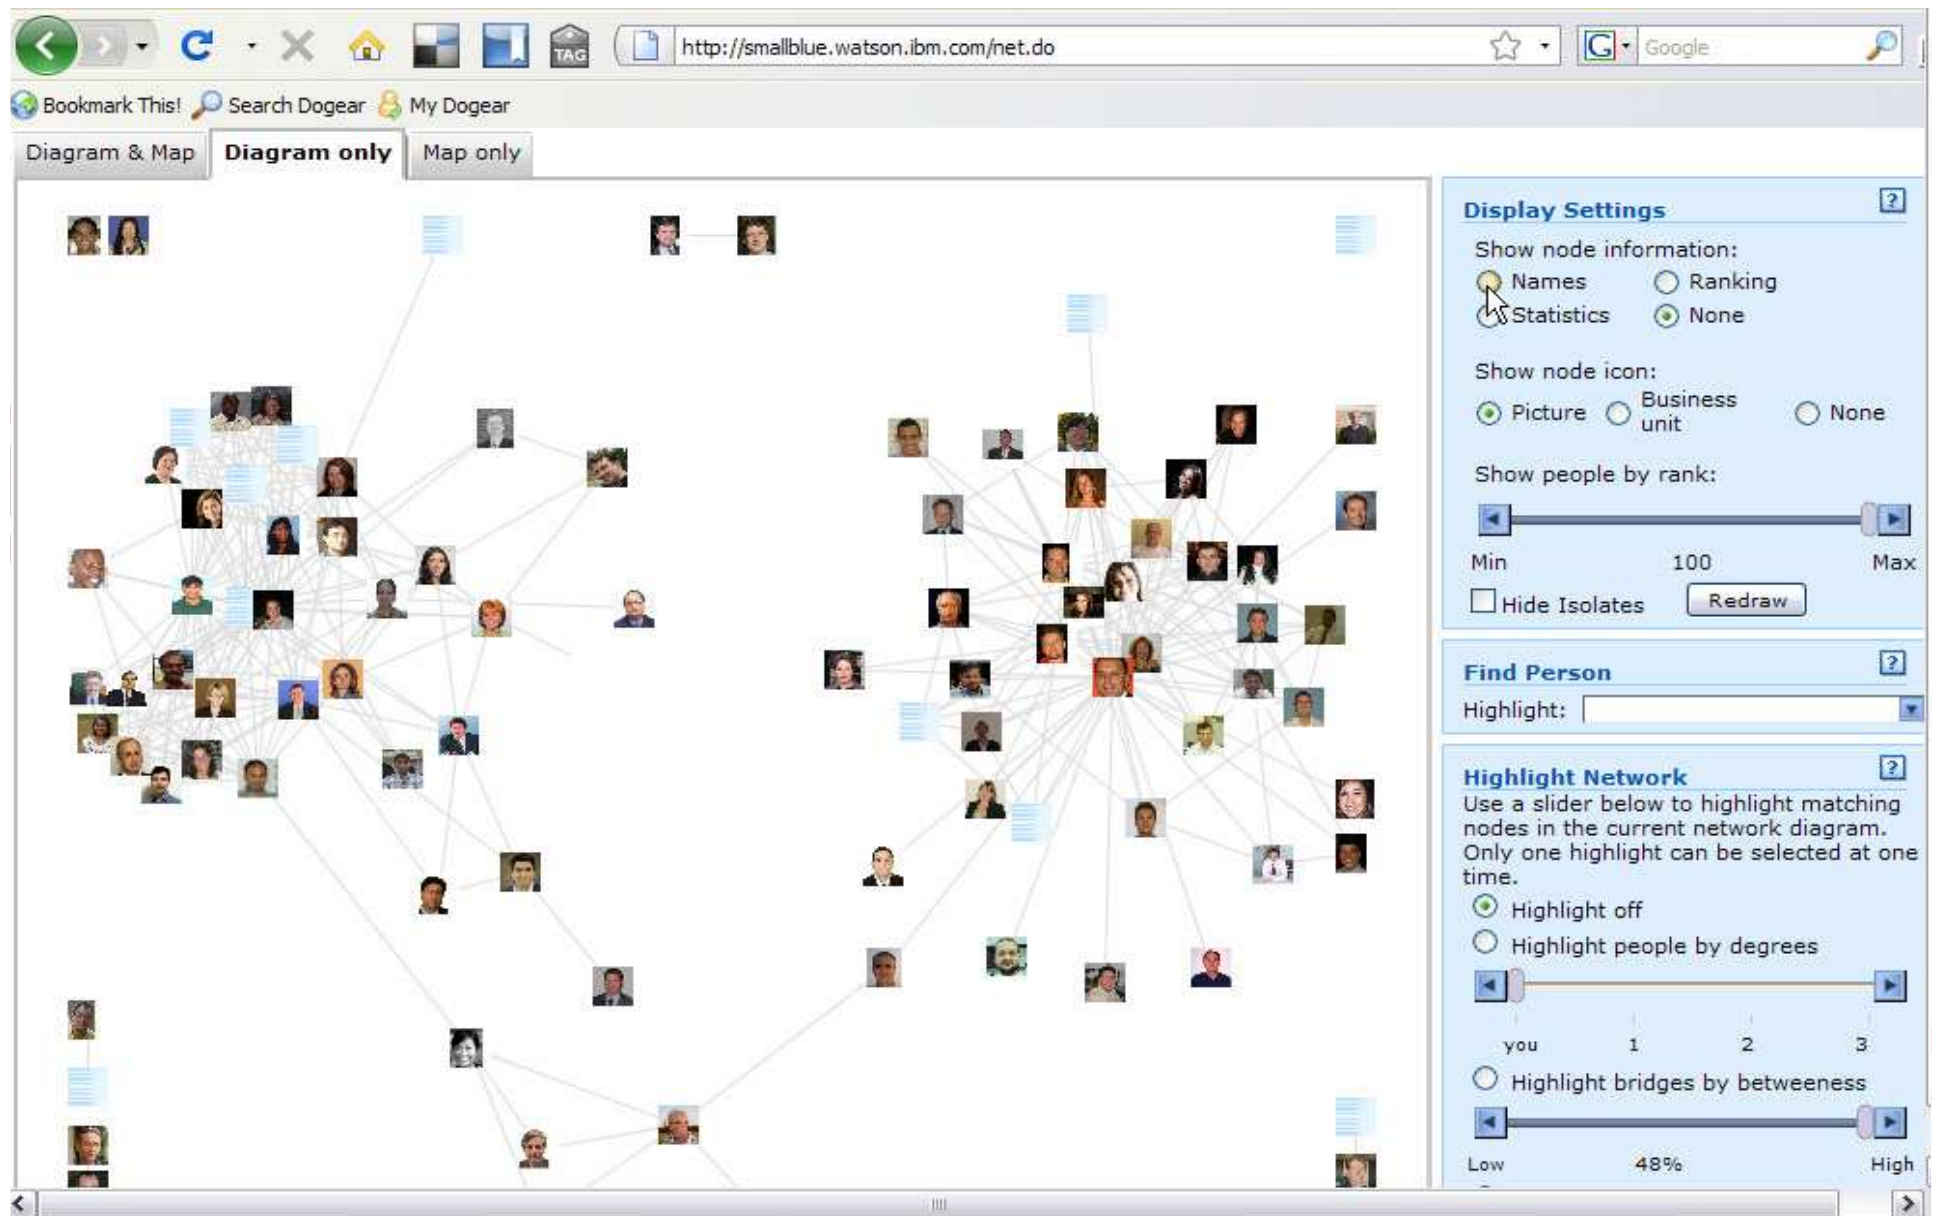 TAG
http://smallblue.watson.ibm.com/net.do
G
Google
Bookmark This! Search Dogear My Dogear
Diagram & Map Diagram only Map only
Display Settings ?
Show node information:
Names Ranking
Statistics None
Show node icon:
Picture Business unit None
Show people by rank:
Min 100 Max
Hide Isolates Redraw
Find Person ?
Highlight:
Highlight Network ?
Use a slider below to highlight matching
nodes in the current network diagram.
Only one highlight can be selected at one
time.
Highlight off
Highlight people by degrees
you 1 2 3
Highlight bridges by betweeness
Low 48% High